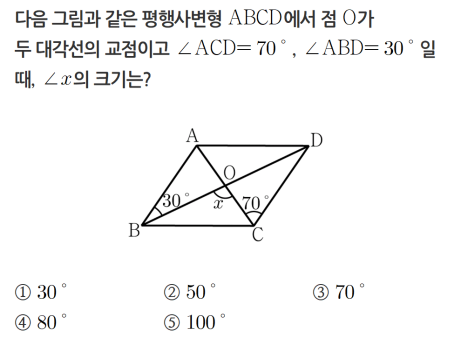 다음 그림과 같은 평행사변형 ABCD에서 점 O가
두 대각선의 교점이고 ∠ACD= 70°, ∠ABD= 30° 일
때, ∠x의 크기는?
A
D
O
30°
x
70°
B
C
① 30°
② 50°
③ 70°
④ 80°
⑤ 100°